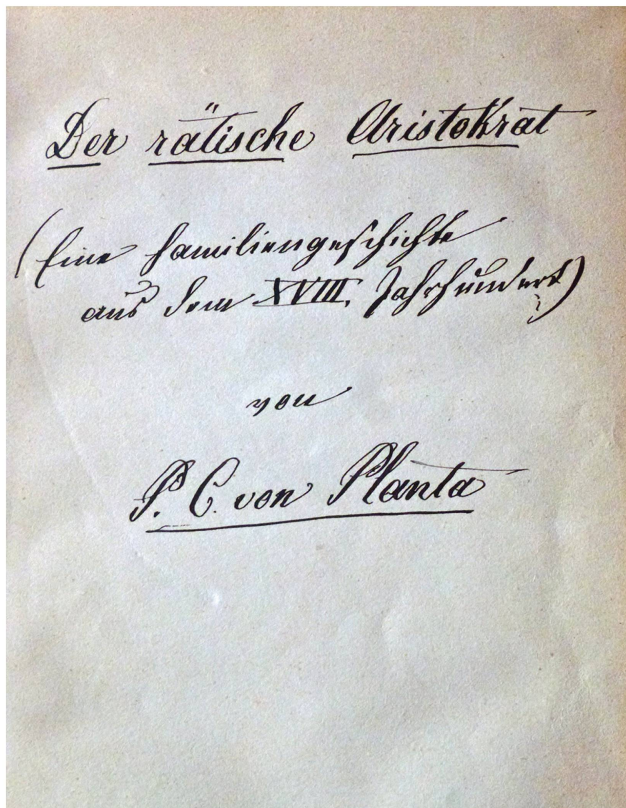 Der rätische Aristokrat
(Eine Familiengeschichte
aus dem XVIII. Jahrhundert)
von
P. C. von Planta